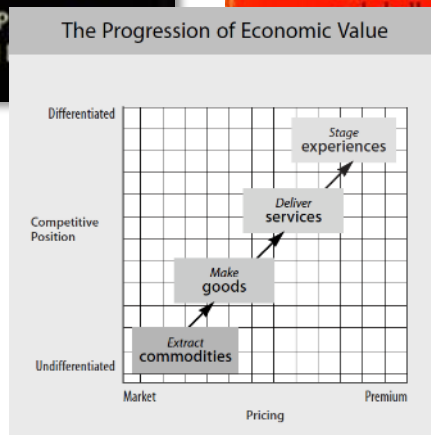 The Progression of Economic Value
Differentiated
Stage
experiences
Deliver
services
Competitive
Position
Make
goods
Extract
commodities
Undifferentiated
Market
Premium
Pricing